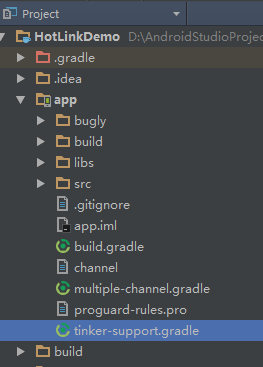 Project
HotLinkDemo D:\AndroidStudioProjec
.gradle
.idea
app
bugly
build
libs
src
.gitignore
app.iml
build.gradle
channel
multiple-channel.gradle
proguard-rules.pro
tinker-support.gradle
build